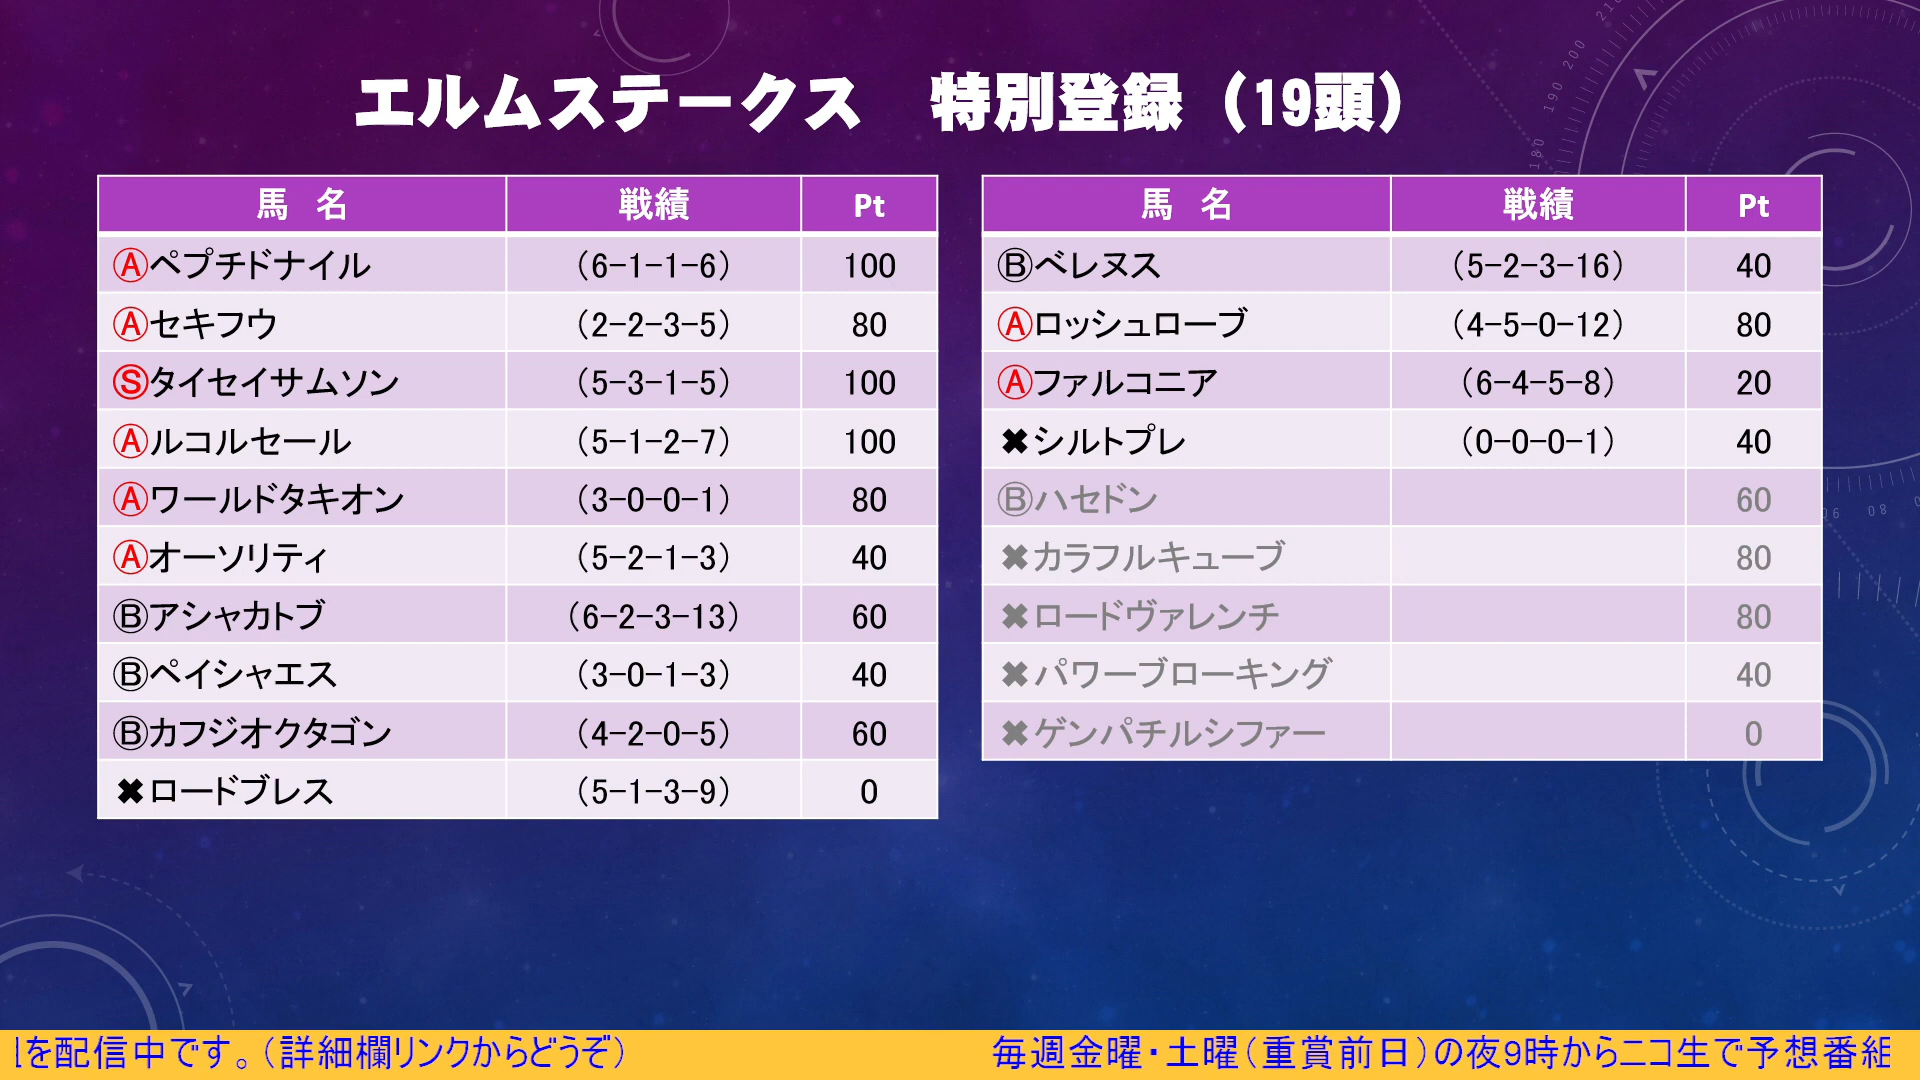 エルムステークス　特別登録（19頭）
馬　名 戦績 Pt
Ⓐペプチドナイル （6-1-1-6） 100
Ⓐセキフウ （2-2-3-5） 80
Ⓢタイセイサムソン （5-3-1-5） 100
Ⓐルコルセール （5-1-2-7） 100
Ⓐワールドタキオン （3-0-0-1） 80
Ⓐオーソリティ （5-2-1-3） 40
Ⓑアシャカトブ （6-2-3-13） 60
Ⓑペイシャエス （3-0-1-3） 40
Ⓑカフジオクタゴン （4-2-0-5） 60
✖ロードブレス （5-1-3-9） 0
馬　名 戦績 Pt
Ⓑベレヌス （5-2-3-16） 40
Ⓐロッシュローブ （4-5-0-12） 80
Ⓐファルコニア （6-4-5-8） 20
✖シルトプレ （0-0-0-1） 40
Ⓑハセドン 60
✖カラフルキューブ 80
✖ロードヴァレンチ 80
✖パワーブローキング 40
✖ゲンパチルシファー 0
を配信中です。（詳細欄リンクからどうぞ）
毎週金曜・土曜（重賞前日）の夜9時からニコ生で予想番組